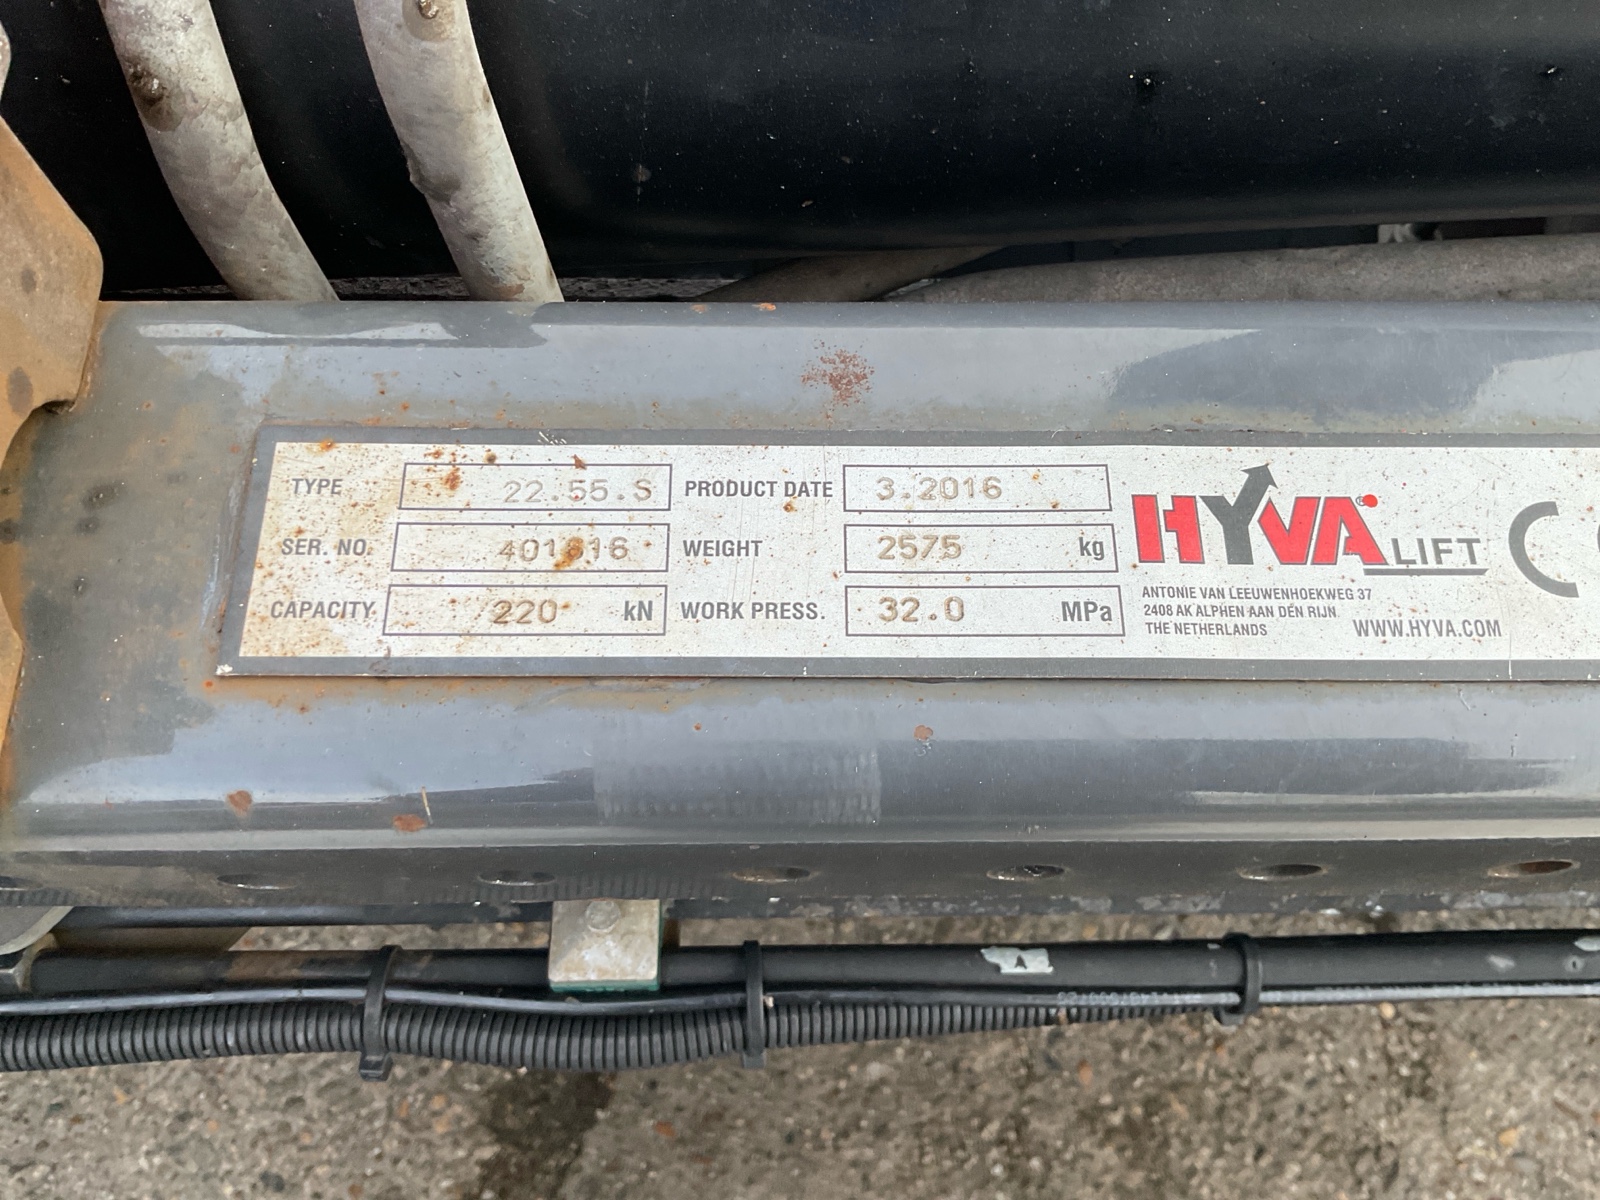 TYPE 22.55.S PRODUCT DATE 3.2016
SER. NO. WEIGHT 2575 kg
CAPACITY 220 kN WORK PRESS. 32.0 MPa
HYVA LIFT
ANTONIE VAN LEEUWENHOEKWEG 37
2408 AK ALPHEN AAN DEN RIJN
THE NETHERLANDS
WWW.HYVA.COM
A